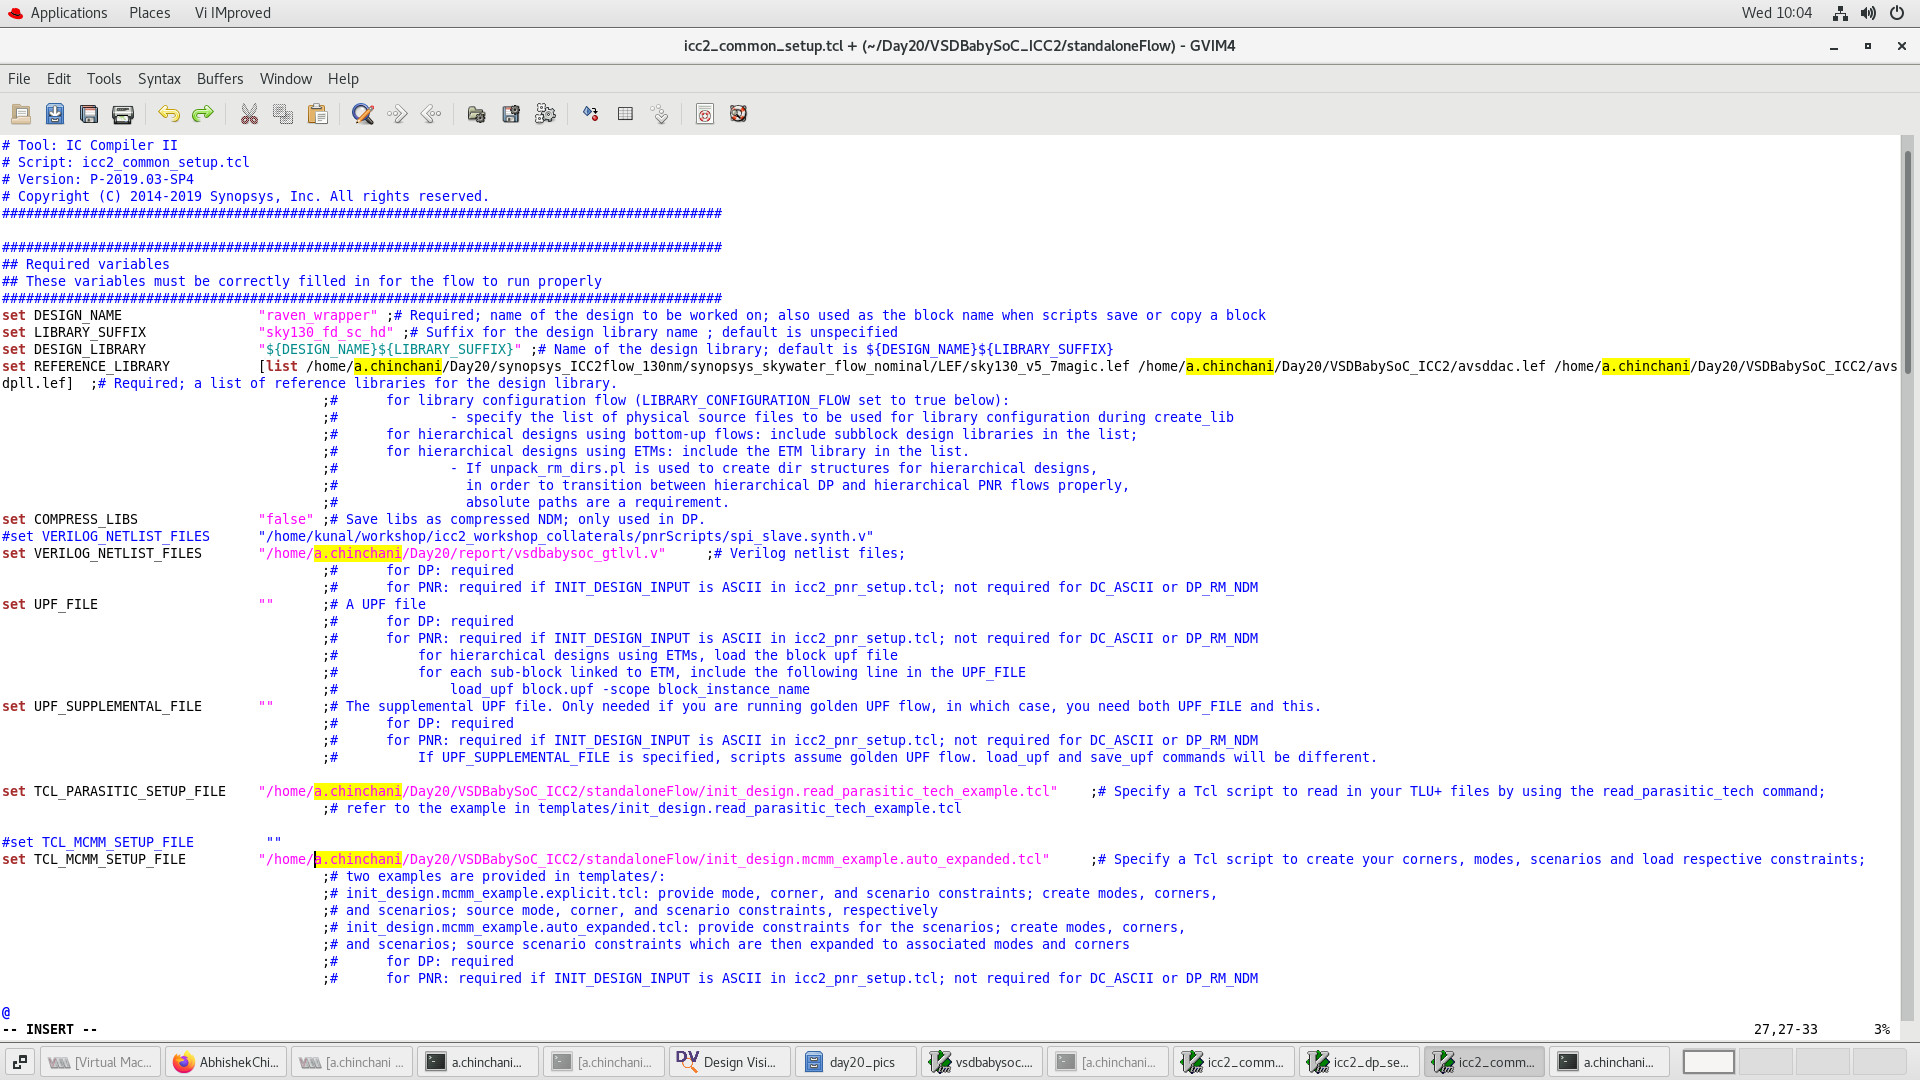 Applications Places Vi IMproved Wed 10:04
icc2_common_setup.tcl + (~/Day20/VSDBabySoC_ICC2/standaloneFlow) - GVIM4
File Edit Tools Syntax Buffers Window Help
# Tool: IC Compiler II
# Script: icc2_common_setup.tcl
# Version: P-2019.03-SP4
# Copyright (C) 2014-2019 Synopsys, Inc. All rights reserved.
##########################################################################################
##########################################################################################
## Required variables
## These variables must be correctly filled in for the flow to run properly
##########################################################################################
set DESIGN_NAME "raven_wrapper" ;# Required; name of the design to be worked on; also used as the block name when scripts save or copy a block
set LIBRARY_SUFFIX "sky130_fd_sc_hd" ;# Suffix for the design library name ; default is unspecified
set DESIGN_LIBRARY "${DESIGN_NAME}${LIBRARY_SUFFIX}" ;# Name of the design library; default is ${DESIGN_NAME}${LIBRARY_SUFFIX}
set REFERENCE_LIBRARY [list /home/a.chinchani/Day20/synopsys_ICC2flow_130nm/synopsys_skywater_flow_nominal/LEF/sky130_v5_7magic.lef /home/a.chinchani/Day20/VSDBabySoC_ICC2/avsddac.lef /home/a.chinchani/Day20/VSDBabySoC_ICC2/avs
dpll.lef] ;# Required; a list of reference libraries for the design library.
;# for library configuration flow (LIBRARY_CONFIGURATION_FLOW set to true below):
;# - specify the list of physical source files to be used for library configuration during create_lib
;# for hierarchical designs using bottom-up flows: include subblock design libraries in the list;
;# for hierarchical designs using ETMs: include the ETM library in the list.
;# - If unpack_rm_dirs.pl is used to create dir structures for hierarchical designs,
;# in order to transition between hierarchical DP and hierarchical PNR flows properly,
;# absolute paths are a requirement.
set COMPRESS_LIBS "false" ;# Save libs as compressed NDM; only used in DP.
#set VERILOG_NETLIST_FILES "/home/kunal/workshop/icc2_workshop_collaterals/pnrScripts/spi_slave.synth.v"
set VERILOG_NETLIST_FILES "/home/a.chinchani/Day20/report/vsdbabysoc_gtlvl.v" ;# Verilog netlist files;
;# for DP: required
;# for PNR: required if INIT_DESIGN_INPUT is ASCII in icc2_pnr_setup.tcl; not required for DC_ASCII or DP_RM_NDM
set UPF_FILE "" ;# A UPF file
;# for DP: required
;# for PNR: required if INIT_DESIGN_INPUT is ASCII in icc2_pnr_setup.tcl; not required for DC_ASCII or DP_RM_NDM
;# for hierarchical designs using ETMs, load the block upf file
;# for each sub-block linked to ETM, include the following line in the UPF_FILE
;# load_upf block.upf -scope block_instance_name
set UPF_SUPPLEMENTAL_FILE "" ;# The supplemental UPF file. Only needed if you are running golden UPF flow, in which case, you need both UPF_FILE and this.
;# for DP: required
;# for PNR: required if INIT_DESIGN_INPUT is ASCII in icc2_pnr_setup.tcl; not required for DC_ASCII or DP_RM_NDM
;# If UPF_SUPPLEMENTAL_FILE is specified, scripts assume golden UPF flow. load_upf and save_upf commands will be different.
set TCL_PARASITIC_SETUP_FILE "/home/a.chinchani/Day20/VSDBabySoC_ICC2/standaloneFlow/init_design.read_parasitic_tech_example.tcl" ;# Specify a Tcl script to read in your TLU+ files by using the read_parasitic_tech command;
;# refer to the example in templates/init_design.read_parasitic_tech_example.tcl
#set TCL_MCMM_SETUP_FILE ""
set TCL_MCMM_SETUP_FILE "/home/a.chinchani/Day20/VSDBabySoC_ICC2/standaloneFlow/init_design.mcmm_example.auto_expanded.tcl" ;# Specify a Tcl script to create your corners, modes, scenarios and load respective constraints;
;# two examples are provided in templates/:
;# init_design.mcmm_example.explicit.tcl: provide mode, corner, and scenario constraints; create modes, corners,
;# and scenarios; source mode, corner, and scenario constraints, respectively
;# init_design.mcmm_example.auto_expanded.tcl: provide constraints for the scenarios; create modes, corners,
;# and scenarios; source scenario constraints which are then expanded to associated modes and corners
;# for DP: required
;# for PNR: required if INIT_DESIGN_INPUT is ASCII in icc2_pnr_setup.tcl; not required for DC_ASCII or DP_RM_NDM
@
-- INSERT -- 27,27-33 3%
[Virtual Mac... AbhishekChi... [a.chinchani ... a.chinchani... [a.chinchani... Design Visi... day20_pics vsdbabysoc.... [a.chinchani... icc2_comm... icc2_dp_se... icc2_comm... a.chinchani...